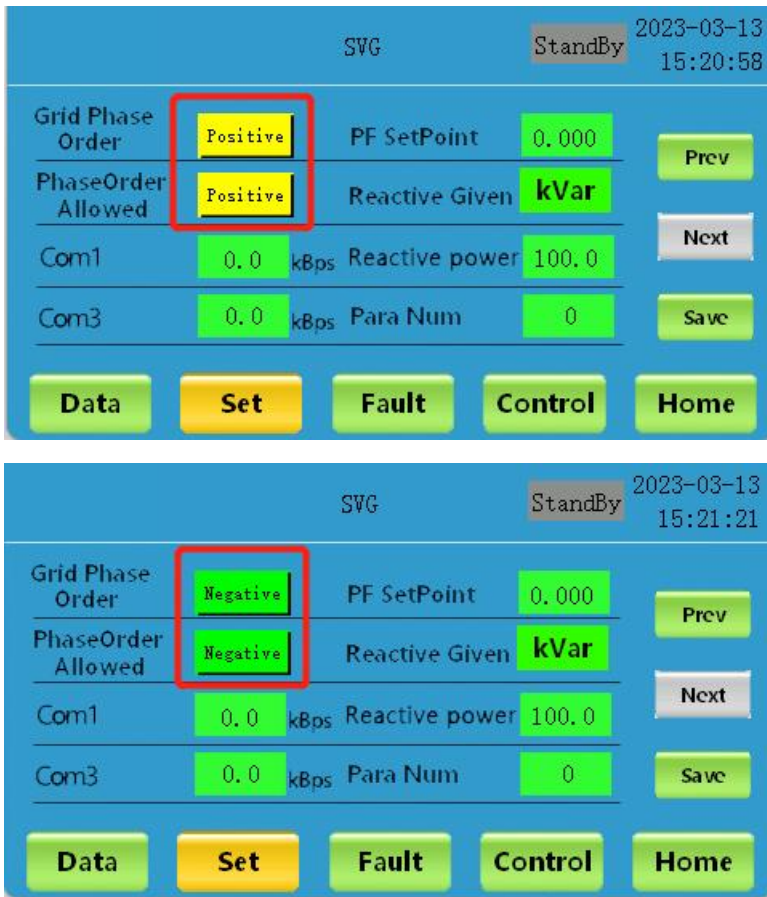 SVG StandBy 2023-03-13
15:20:58
Grid Phase
Order Positive PF SetPoint 0.000 Prev
PhaseOrder
Allowed Positive Reactive Given kVar
Next
Com1 0.0 kBps Reactive power 100.0
Com3 0.0 kBps Para Num 0 Save
Data Set Fault Control Home
SVG StandBy 2023-03-13
15:21:21
Grid Phase
Order Negative PF SetPoint 0.000 Prev
PhaseOrder
Allowed Negative Reactive Given kVar
Next
Com1 0.0 kBps Reactive power 100.0
Com3 0.0 kBps Para Num 0 Save
Data Set Fault Control Home